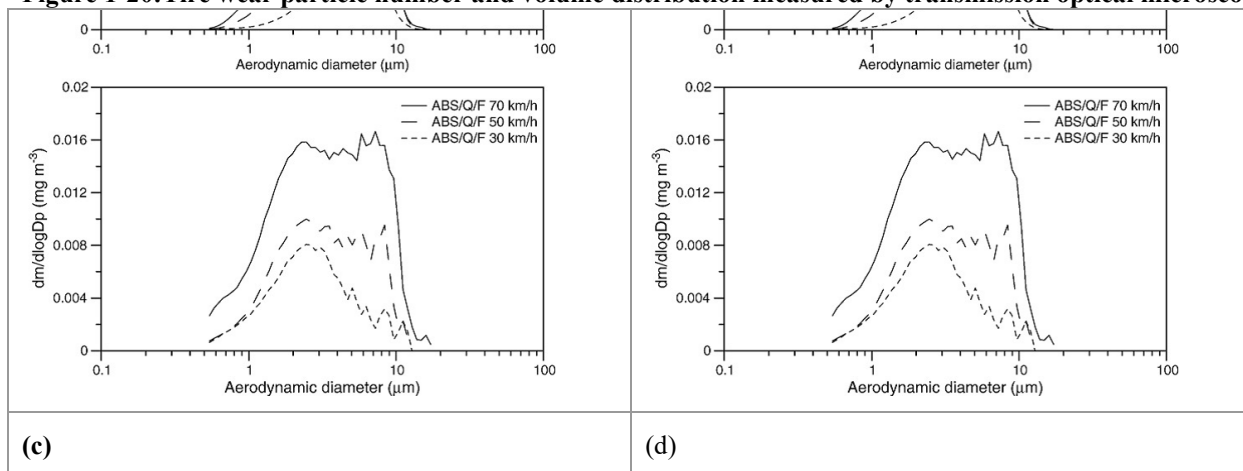 Figure 1-20. Tire wear particle number and volume distribution measured by transmission optical
0
0.1 1 10 100
Aerodynamic diameter (μm)
0.02
0.016
0.012
0.008
0.004
0
dm/dlogDp (mg m-3)
ABS/Q/F 70 km/h
ABS/Q/F 50 km/h
ABS/Q/F 30 km/h
0.1 1 10 100
Aerodynamic diameter (μm)
(c)
0
0.1 1 10 100
Aerodynamic diameter (μm)
0.02
0.016
0.012
0.008
0.004
0
dm/dlogDp (mg m-3)
ABS/Q/F 70 km/h
ABS/Q/F 50 km/h
ABS/Q/F 30 km/h
0.1 1 10 100
Aerodynamic diameter (μm)
(d)